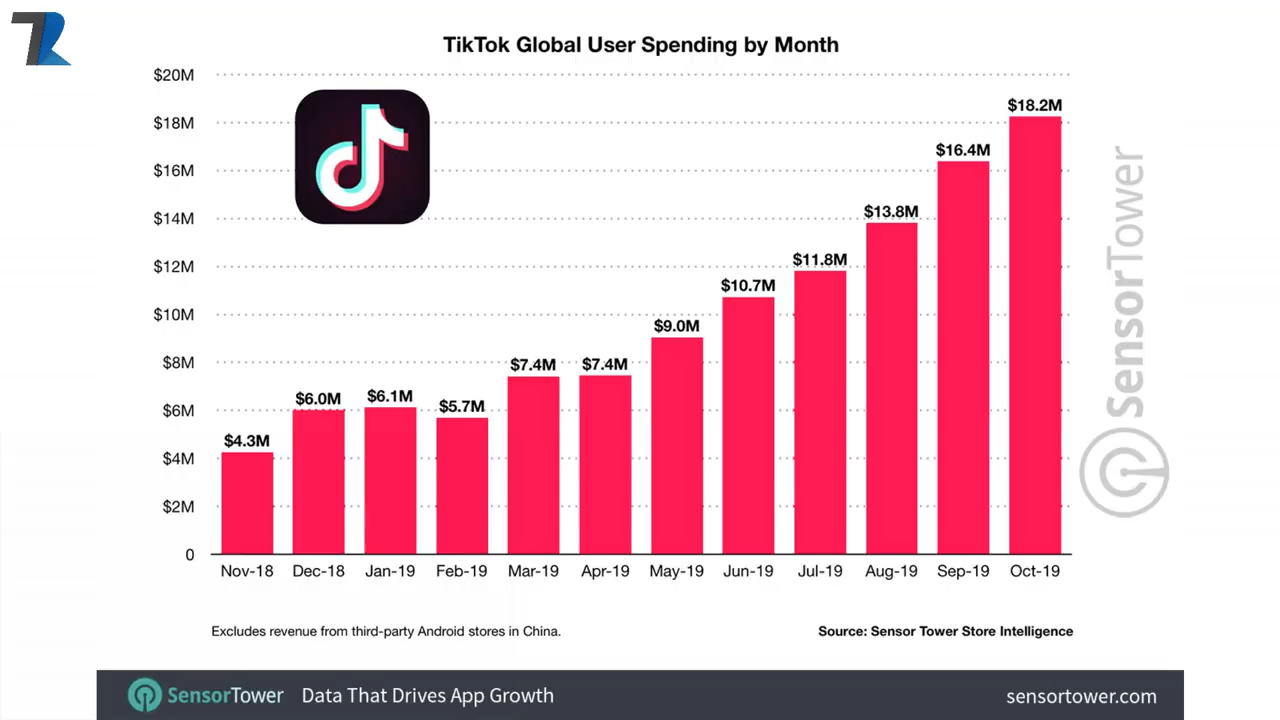 TikTok Global User Spending by Month
$20M
$18M
$16M
$14M
$12M
$10M
$8M
$6M
$4M
$2M
0
$4.3M
$6.0M
$6.1M
$5.7M
$7.4M
$7.4M
$9.0M
$10.7M
$11.8M
$13.8M
$16.4M
$18.2M
Nov-18 Dec-18 Jan-19 Feb-19 Mar-19 Apr-19 May-19 Jun-19 Jul-19 Aug-19 Sep-19 Oct-19
SensorTower
Excludes revenue from third-party Android stores in China.
Source: Sensor Tower Store Intelligence
SensorTower Data That Drives App Growth
sensortower.com